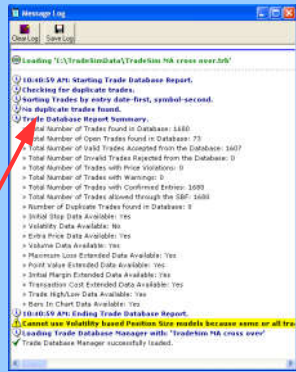 Message Log
Clear Log Save Log
Loading 'C:\TradeSimData\TradeSim MA cross over.trb'
10:40:59 AM: Starting Trade Database Report.
Checking for duplicate trades.
Sorting Trades by entry date-first, symbol-second.
No duplicate trades found.
Trade Database Report Summary.
» Total Number of Trades found in Database: 1680
» Total Number of Open Trades found in Database: 73
» Total Number of Valid Trades Accepted from the Database: 1607
» Total Number of Invalid Trades Rejected from the Database: 0
» Total Number of Trades with Price Violations: 0
» Total Number of Trades with Warnings: 0
» Total Number of Trades with Confirmed Entries: 1680
» Total Number of Trades allowed through the SBF: 1680
» Number of Duplicate Trades found in Database: 0
» Initial Stop Data Available: Yes
» Volatility Data Available: No
» Extra Price Data Available: Yes
» Volume Data Available: Yes
» Maximum Loss Extended Data Available: Yes
» Point Value Extended Data Available: Yes
» Initial Margin Extended Data Available: Yes
» Transaction Cost Extended Data Available: Yes
» Trade High/Low Data Available: Yes
» Bars In Chart Data Available: Yes
10:40:59 AM: Ending Trade Database Report.
Cannot use Volatility based Position Size models because some or all tra
Loading Trade Database Manager with: 'TradeSim MA cross over'
Trade Database Manager successfully loaded.